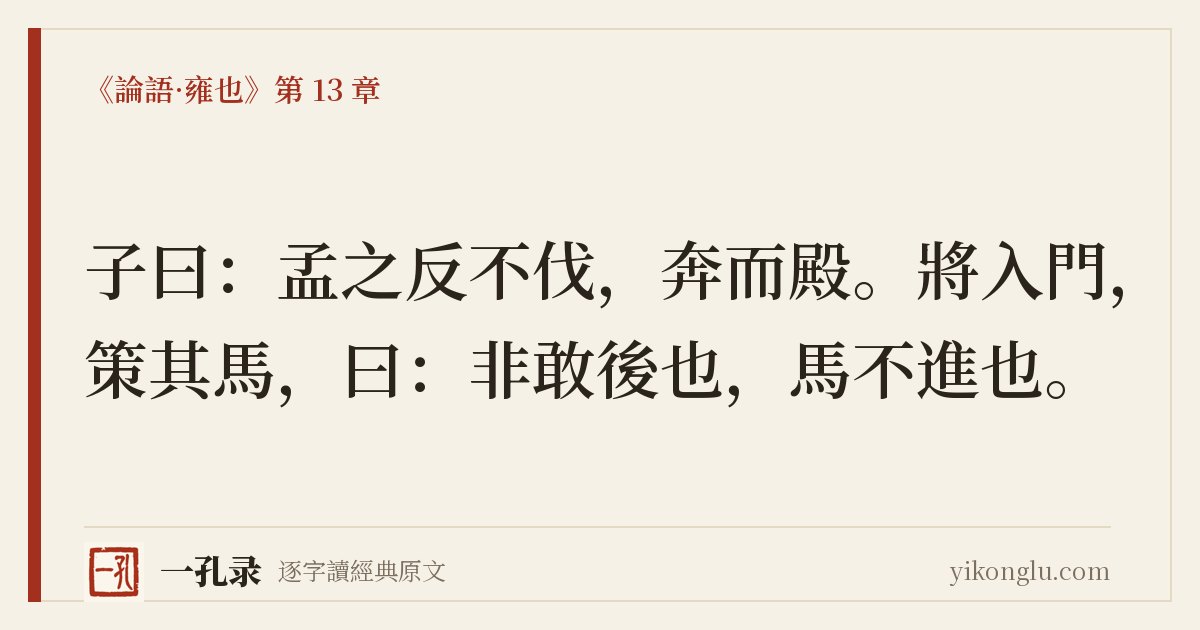 《論語·雍也》第 13 章
子曰：孟之反不伐，奔而殿。將入門，
策其馬，曰：非敢後也，馬不進也。
一孔
一孔录 逐字讀經典原文
yikonglu.com